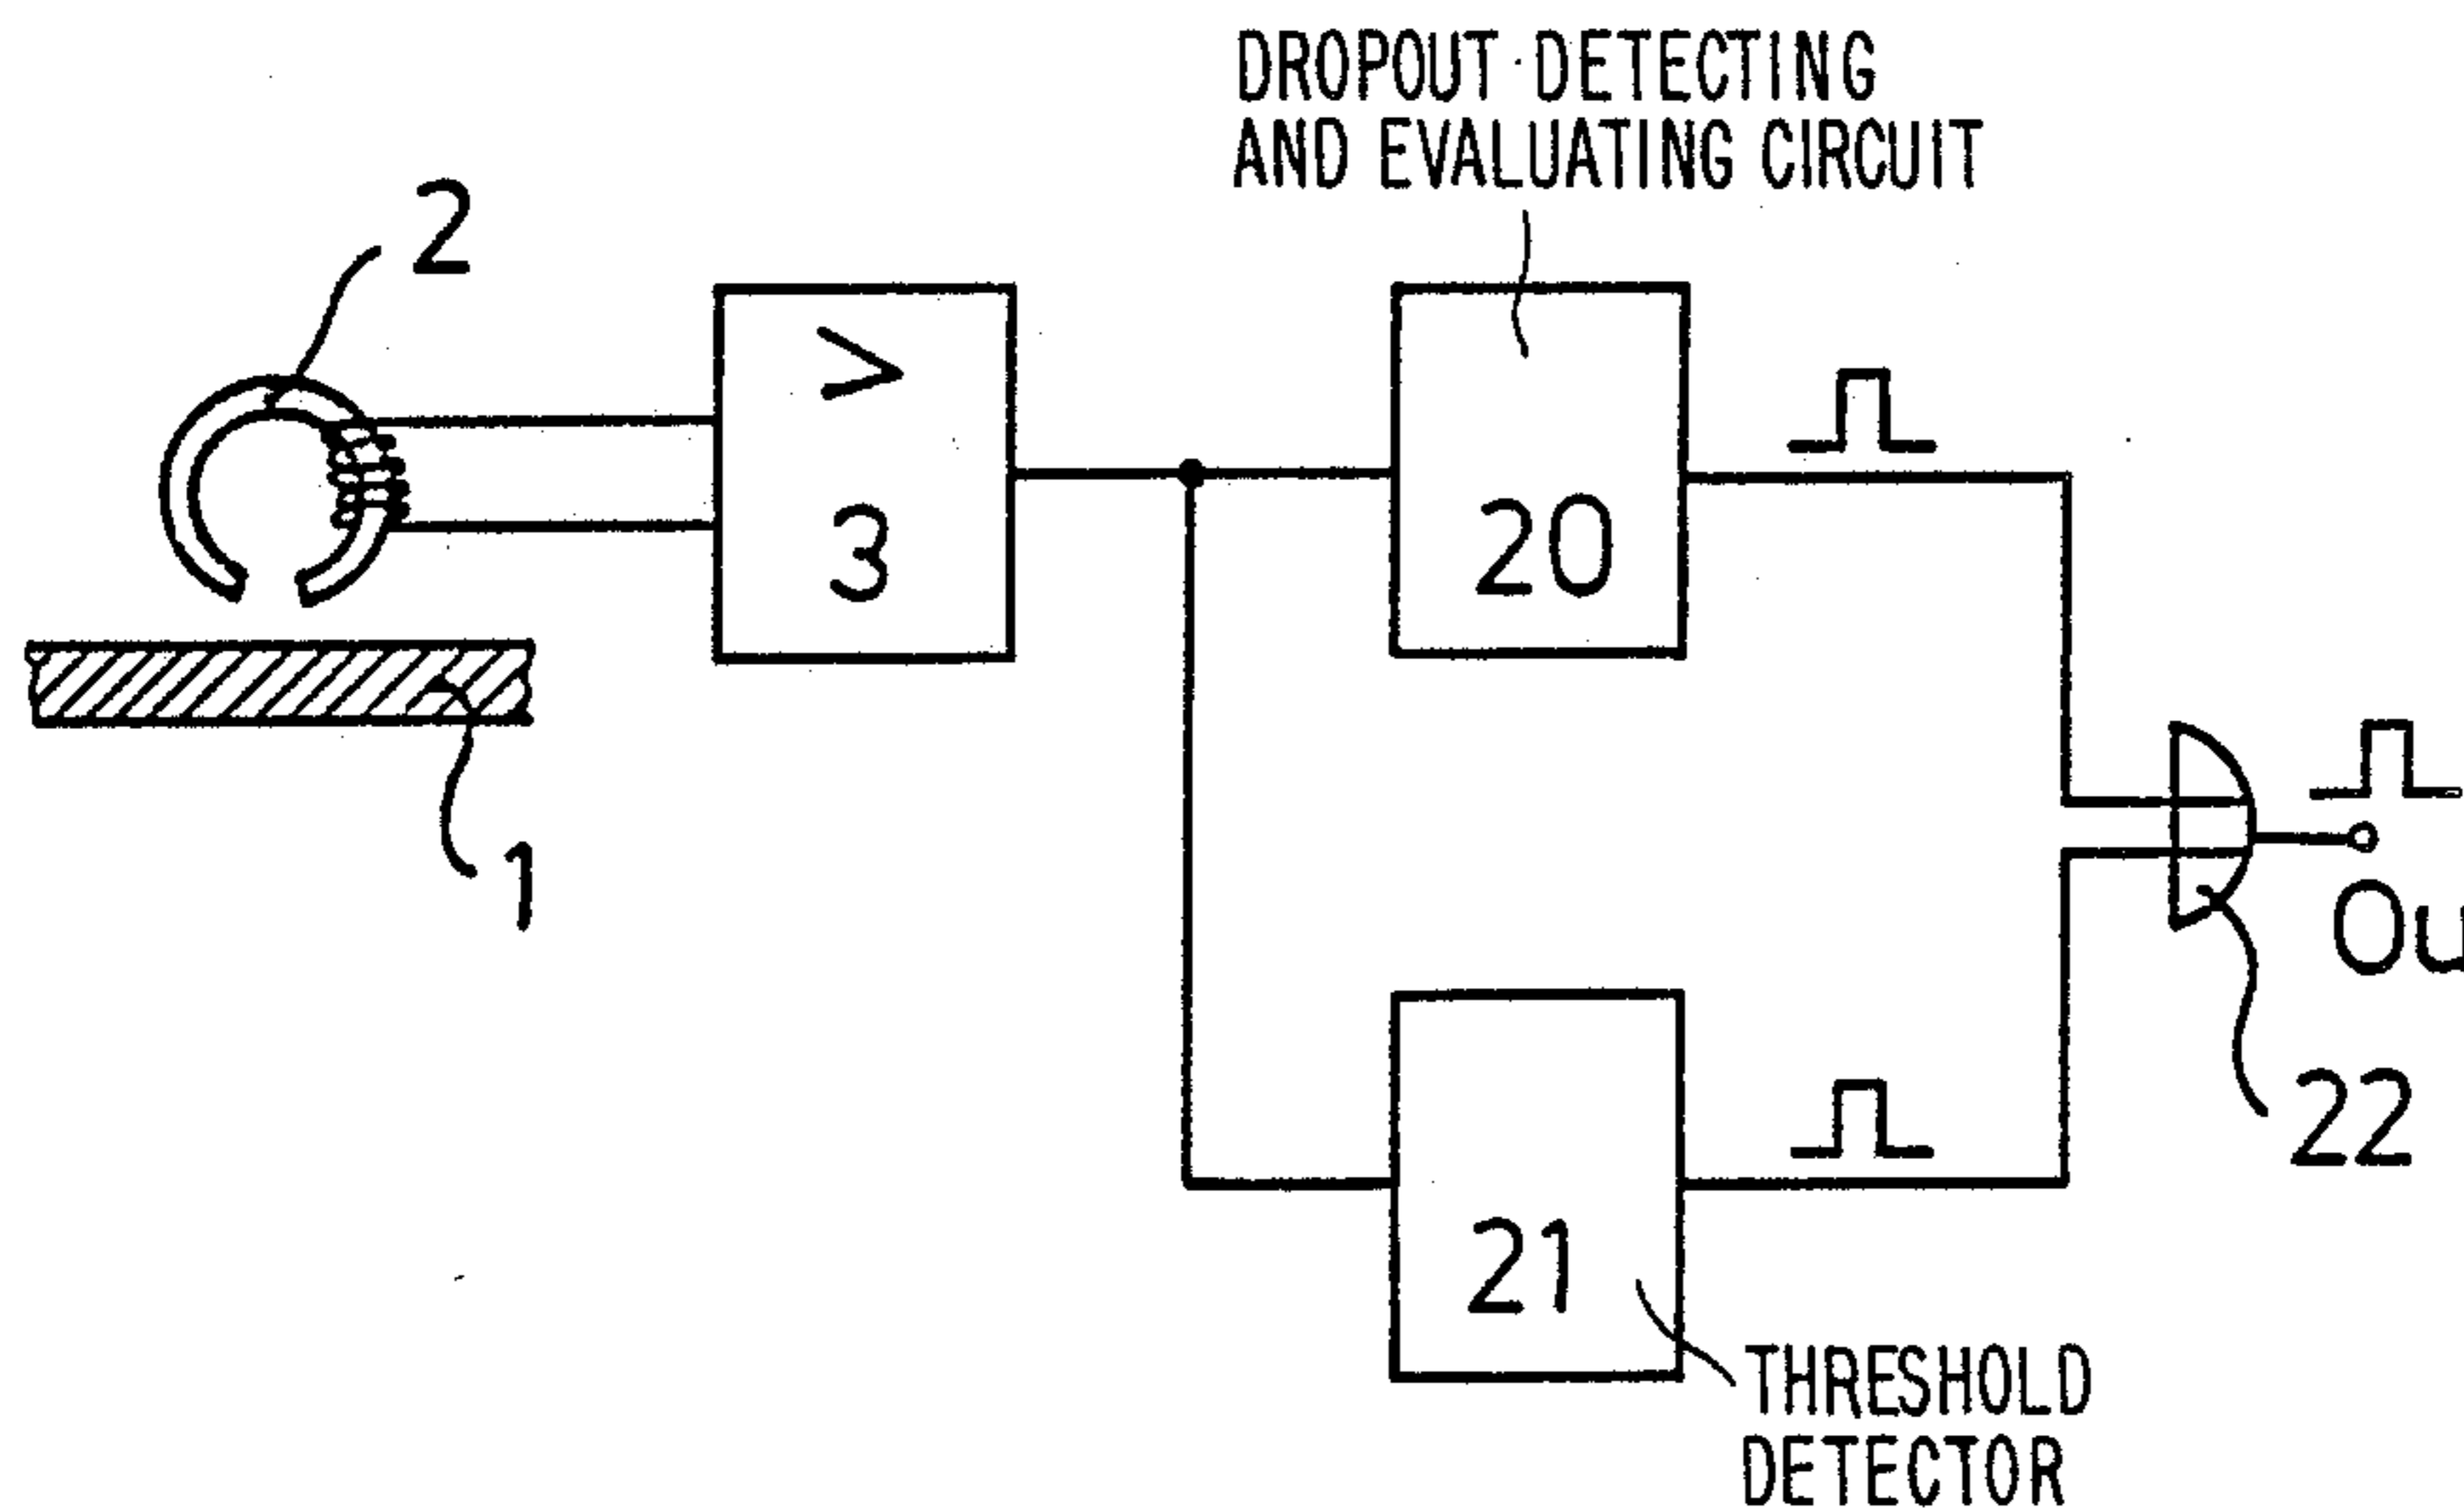 DROPOUT DETECTING
AND EVALUATING CIRCUIT
2
>
3
20
1
22
21
THRESHOLD
DETECTOR